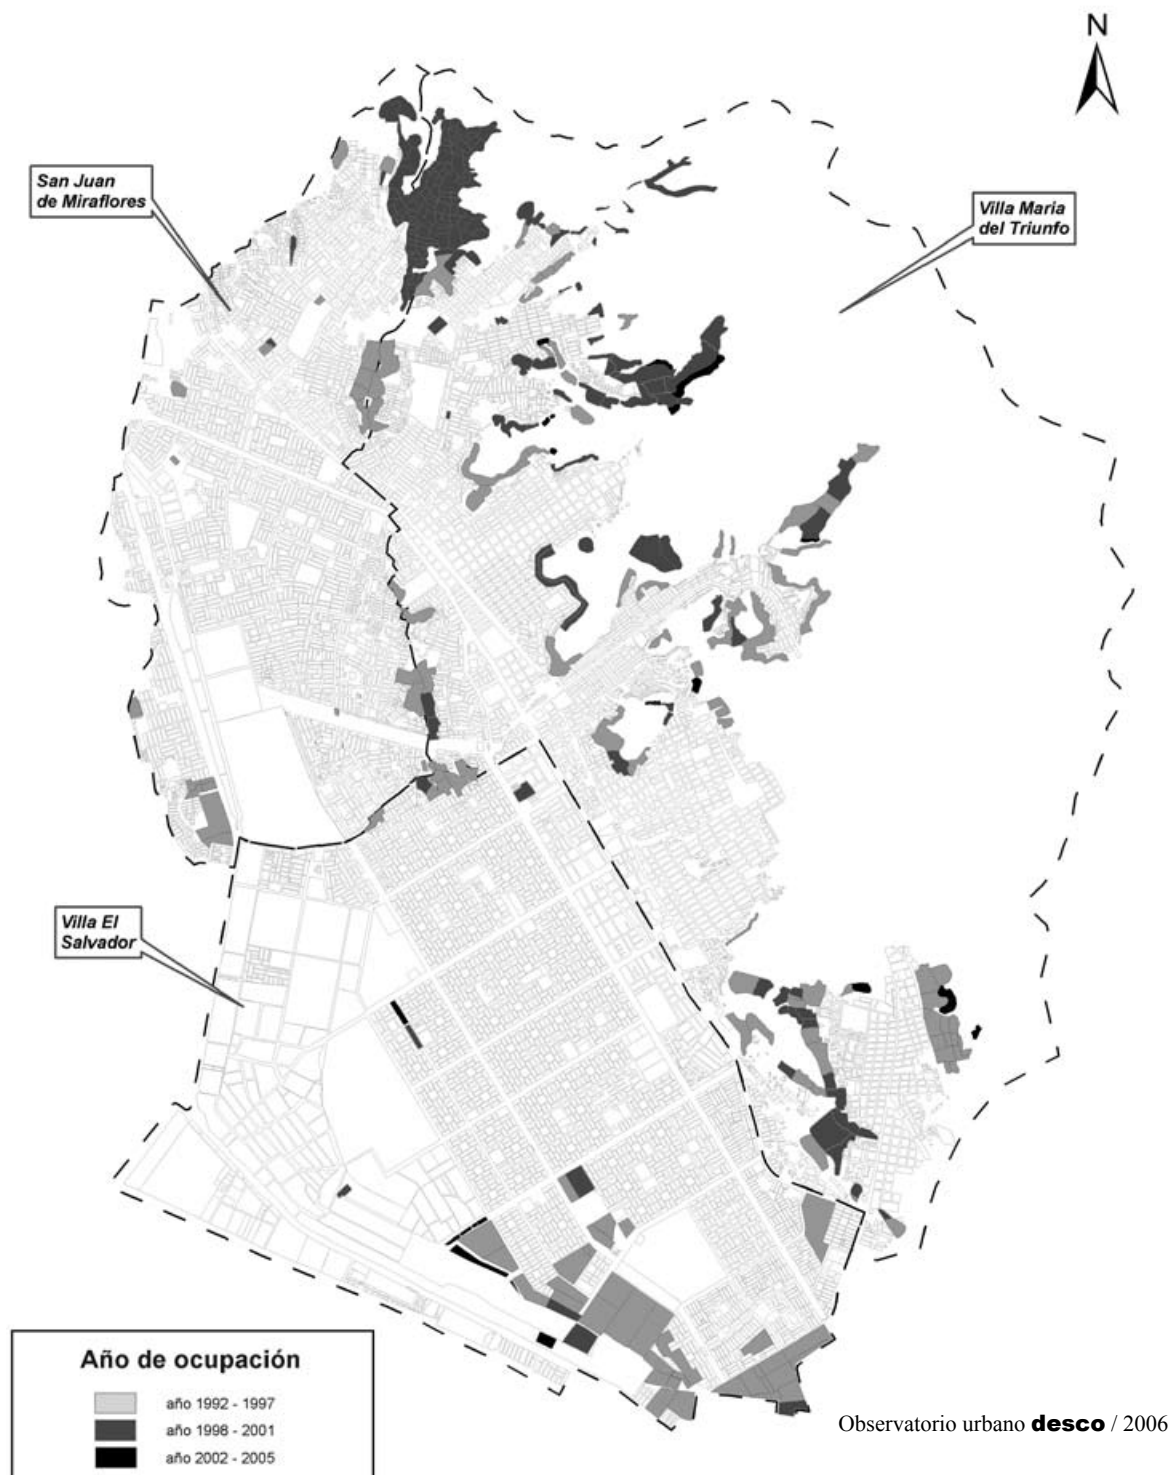 N
San Juan
de Miraflores
Villa Maria
del Triunfo
Villa El
Salvador
Año de ocupación
año 1992 - 1997
año 1998 - 2001
año 2002 - 2005
Observatorio urbano desco / 2006